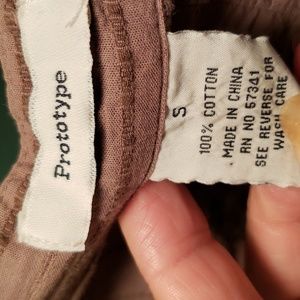 Prototype
S
100% COTTON
MADE IN CHINA
RN NO 57341
SEE REVERSE FOR
WASH CARE